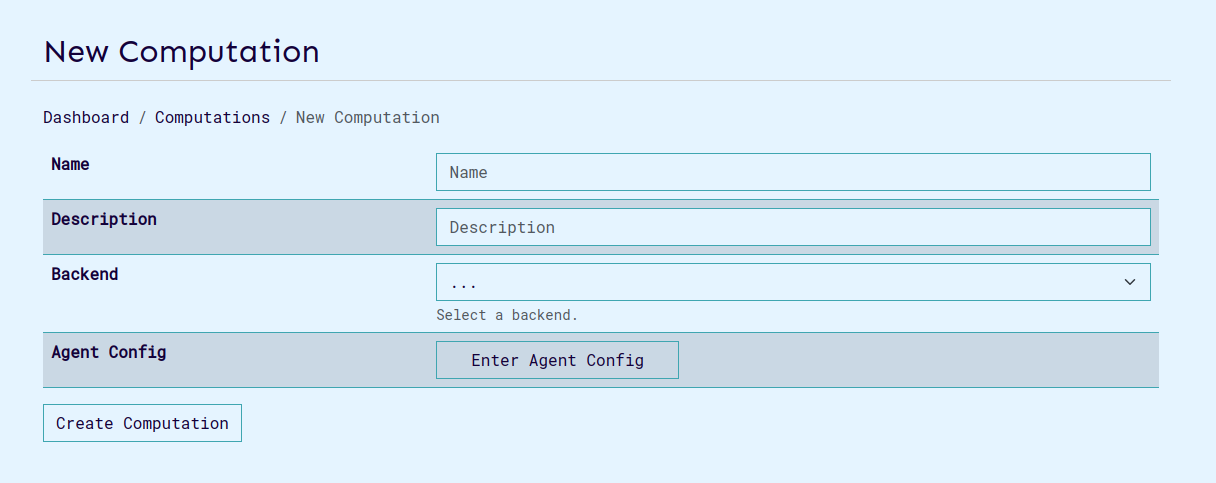 New Computation
Dashboard / Computations / New Computation
Name
Name
Description
Description
Backend
...
Select a backend.
Agent Config
Enter Agent Config
Create Computation